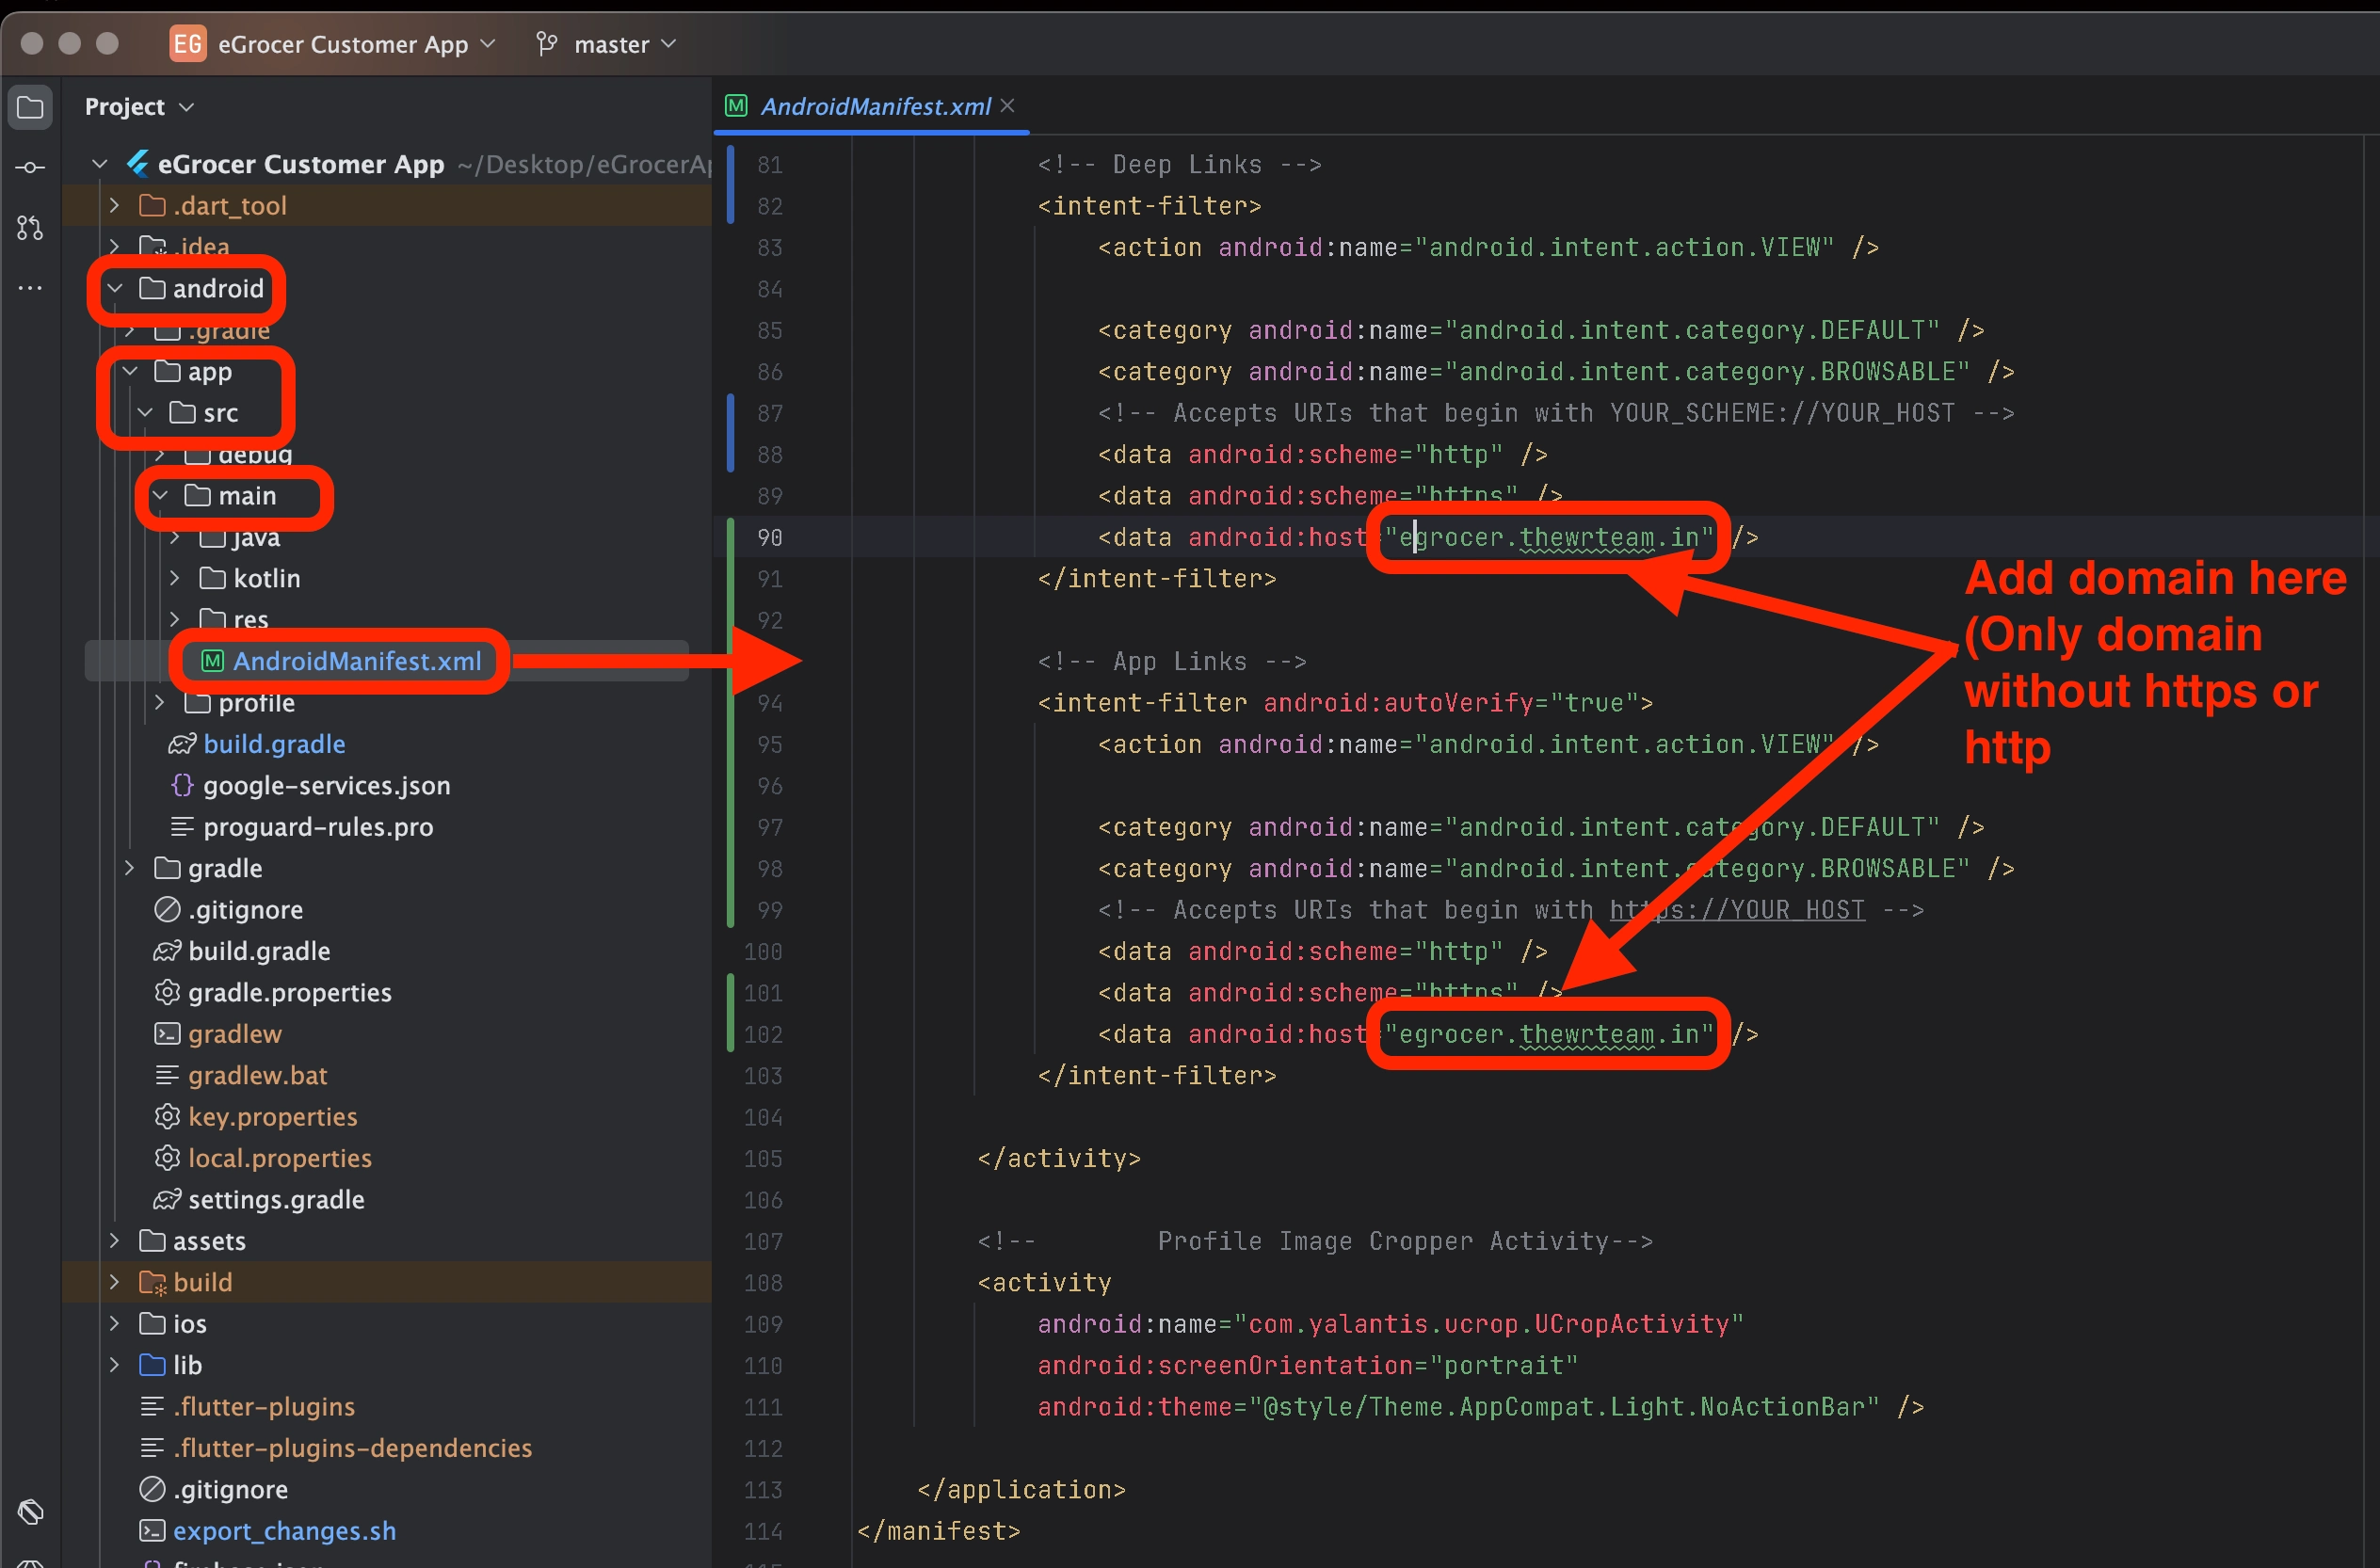 EG eGrocer Customer App master
Project
eGrocer Customer App ~/Desktop/eGrocerAp
.dart_tool
.idea
android
.gradle
app
src
debug
main
java
kotlin
res
AndroidManifest.xml
profile
build.gradle
google-services.json
proguard-rules.pro
gradle
.gitignore
build.gradle
gradle.properties
gradlew
gradlew.bat
key.properties
local.properties
settings.gradle
assets
build
ios
lib
.flutter-plugins
.flutter-plugins-dependencies
.gitignore
export_changes.sh
AndroidManifest.xml
81 <!-- Deep Links -->
82 <intent-filter>
83 <action android:name="android.intent.action.VIEW" />
84
85 <category android:name="android.intent.category.DEFAULT" />
86 <category android:name="android.intent.category.BROWSABLE" />
87 <!-- Accepts URIs that begin with YOUR_SCHEME://YOUR_HOST -->
88 <data android:scheme="http" />
89 <data android:scheme="https" />
90 <data android:host="egrocer.thewrteam.in" />
91 </intent-filter>
92
<!-- App Links -->
94 <intent-filter android:autoVerify="true">
95 <action android:name="android.intent.action.VIEW" />
96
97 <category android:name="android.intent.category.DEFAULT" />
98 <category android:name="android.intent.category.BROWSABLE" />
99 <!-- Accepts URIs that begin with https://YOUR_HOST -->
100 <data android:scheme="http" />
101 <data android:scheme="https" />
102 <data android:host="egrocer.thewrteam.in" />
103 </intent-filter>
104
105 </activity>
106
107 <!-- Profile Image Cropper Activity-->
108 <activity
109 android:name="com.yalantis.ucrop.UCropActivity"
110 android:screenOrientation="portrait"
111 android:theme="@style/Theme.AppCompat.Light.NoActionBar" />
112
113 </application>
114 </manifest>
Add domain here
(Only domain
without https or
http